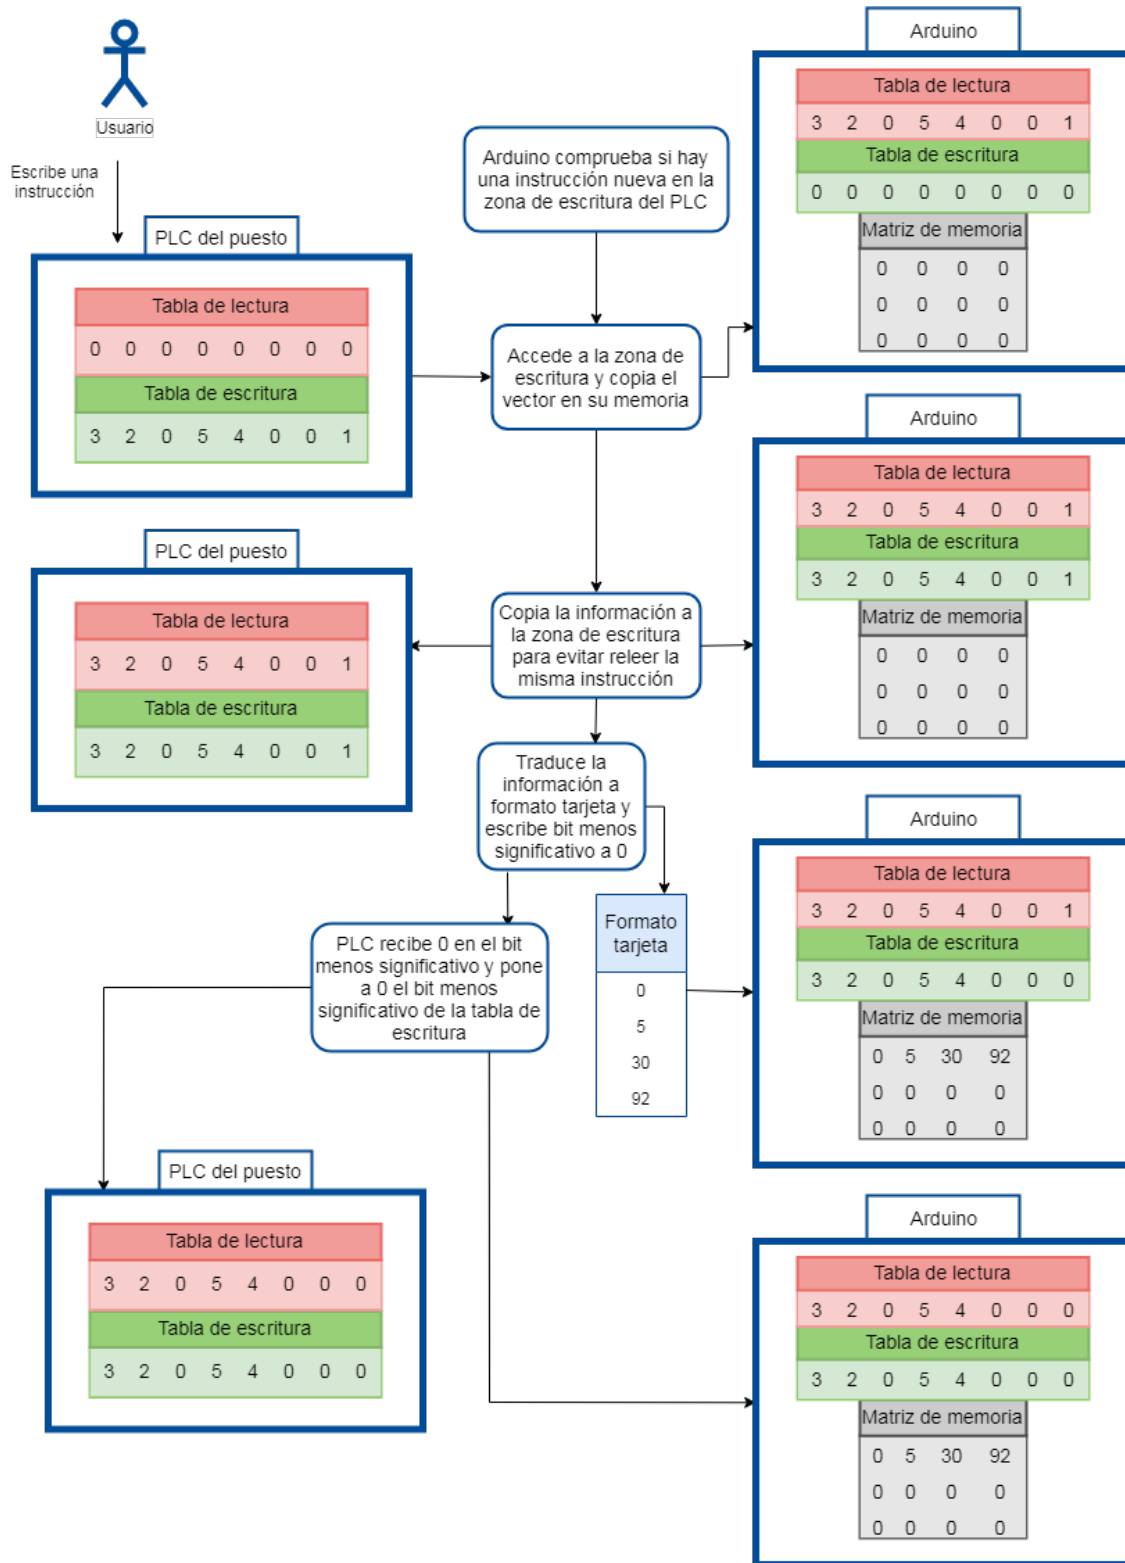 Usuario
Escribe una
instrucción
PLC del puesto
Tabla de lectura
0 0 0 0 0 0 0 0
Tabla de escritura
3 2 0 5 4 0 0 1
Arduino comprueba si hay
una instrucción nueva en la
zona de escritura del PLC
Accede a la zona de
escritura y copia el
vector en su memoria
Arduino
Tabla de lectura
3 2 0 5 4 0 0 1
Tabla de escritura
0 0 0 0 0 0 0 0
Matriz de memoria
0 0 0 0
0 0 0 0
0 0 0 0
PLC del puesto
Tabla de lectura
3 2 0 5 4 0 0 1
Tabla de escritura
3 2 0 5 4 0 0 1
Copia la información a
la zona de escritura
para evitar releer la
misma instrucción
Arduino
Tabla de lectura
3 2 0 5 4 0 0 1
Tabla de escritura
3 2 0 5 4 0 0 1
Matriz de memoria
0 0 0 0
0 0 0 0
0 0 0 0
Traduce la
información a
formato tarjeta y
escribe bit menos
significativo a 0
Formato
tarjeta
0
5
30
92
Arduino
Tabla de lectura
3 2 0 5 4 0 0 1
Tabla de escritura
3 2 0 5 4 0 0 0
Matriz de memoria
0 5 30 92
0 0 0 0
0 0 0 0
PLC recibe 0 en el bit
menos significativo y pone
a 0 el bit menos
significativo de la tabla de
escritura
PLC del puesto
Tabla de lectura
3 2 0 5 4 0 0 0
Tabla de escritura
3 2 0 5 4 0 0 0
Arduino
Tabla de lectura
3 2 0 5 4 0 0 0
Tabla de escritura
3 2 0 5 4 0 0 0
Matriz de memoria
0 5 30 92
0 0 0 0
0 0 0 0